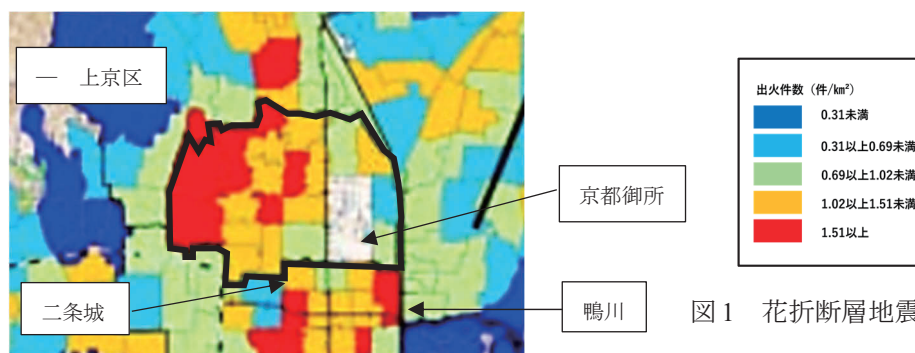 ― 上京区
京都御所
二条城
鴨川
出火件数（件/km²）
0.31未満
0.31以上0.69未満
0.69以上1.02未満
1.02以上1.51未満
1.51以上
図1　花折断層地震